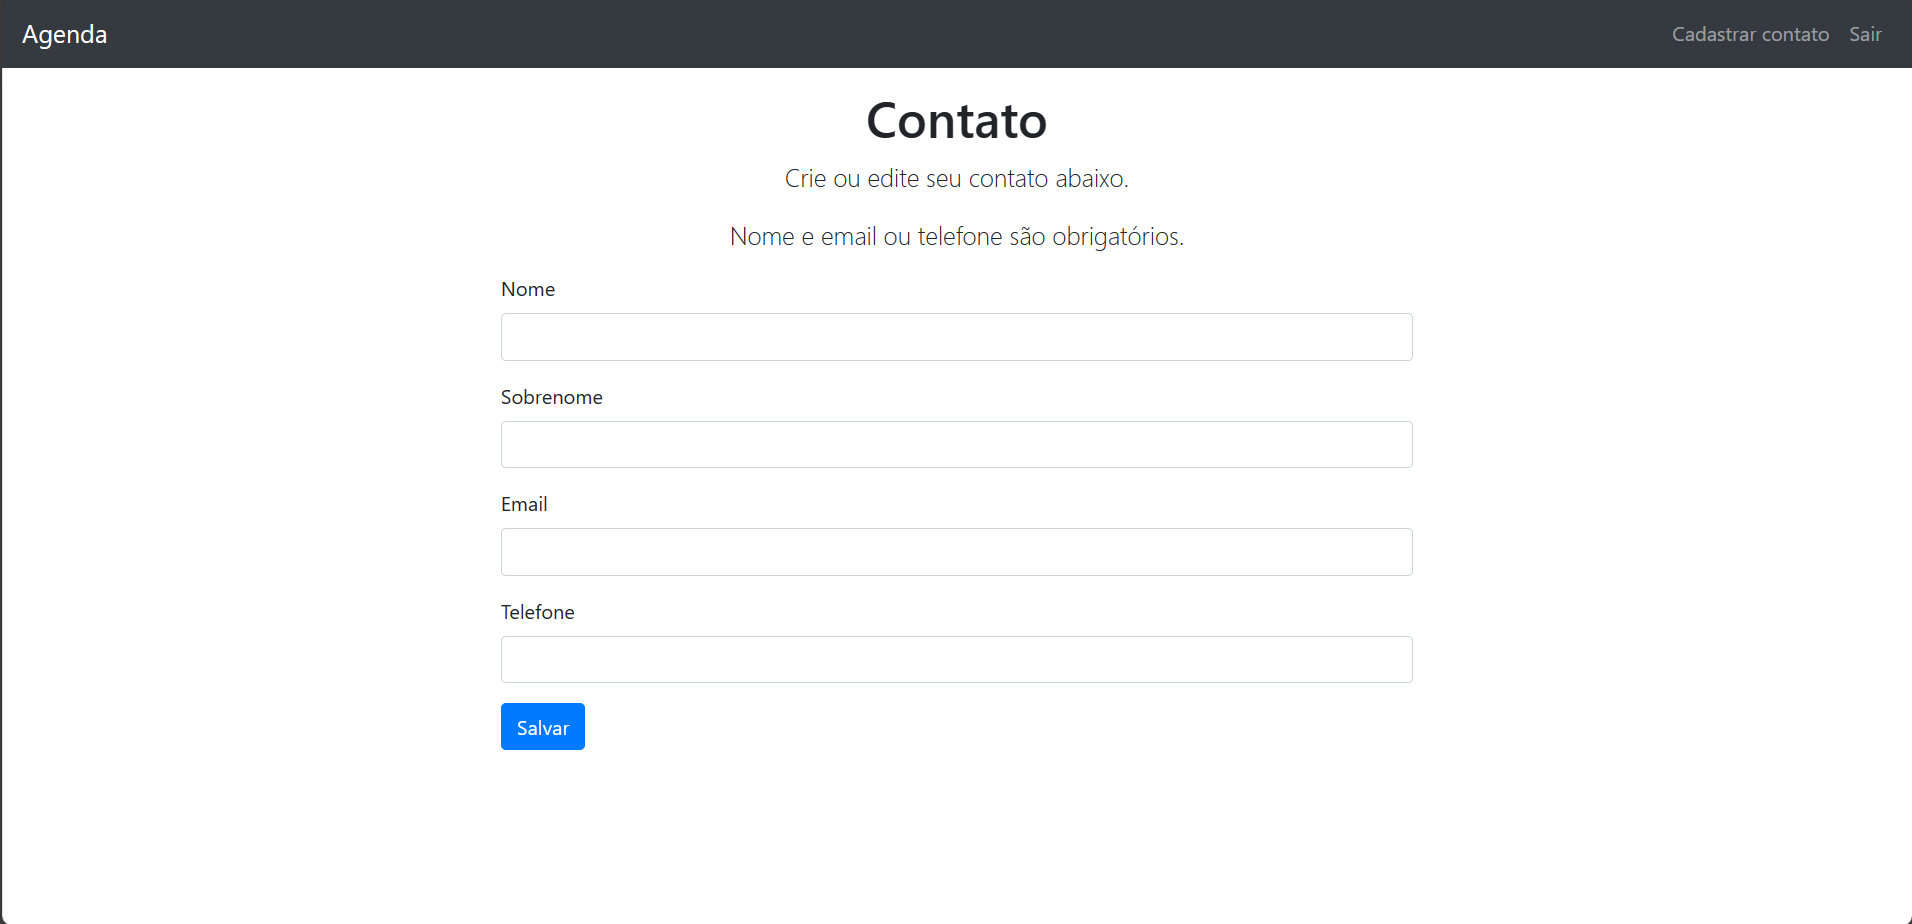 Agenda
Cadastrar contato Sair
Contato
Crie ou edite seu contato abaixo.
Nome e email ou telefone são obrigatórios.
Nome
Sobrenome
Email
Telefone
Salvar